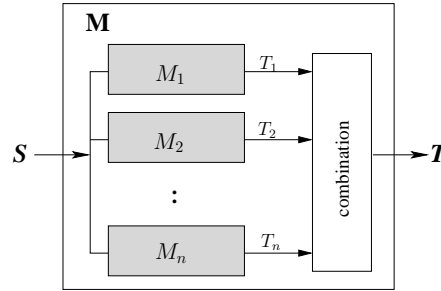 M
M₁ T₁
M₂ T₂
S T
:
Mₙ Tₙ
combination